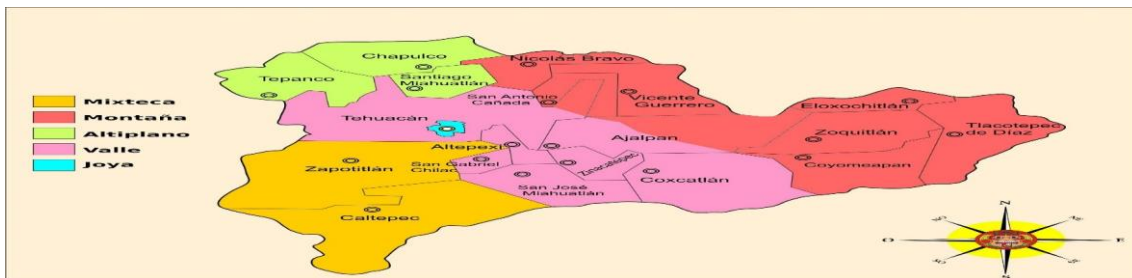 Mixteca
Montaña
Altiplano
Valle
Joya
Chapulco
Nicolás Bravo
Tepanco
Santiago
Miahuatlán
San Antonio
Cañada
Vicente
Guerrero
Eloxochitlán
Tehuacán
Ajalpan
Zoquitlán
Tlacotepec
de Díaz
Altepexi
Zapotitlán
San Gabriel
Chilac
Zinacatepec
Coyomeapan
San José
Miahuatlán
Coxcatlán
Caltepec
N
O
E
S